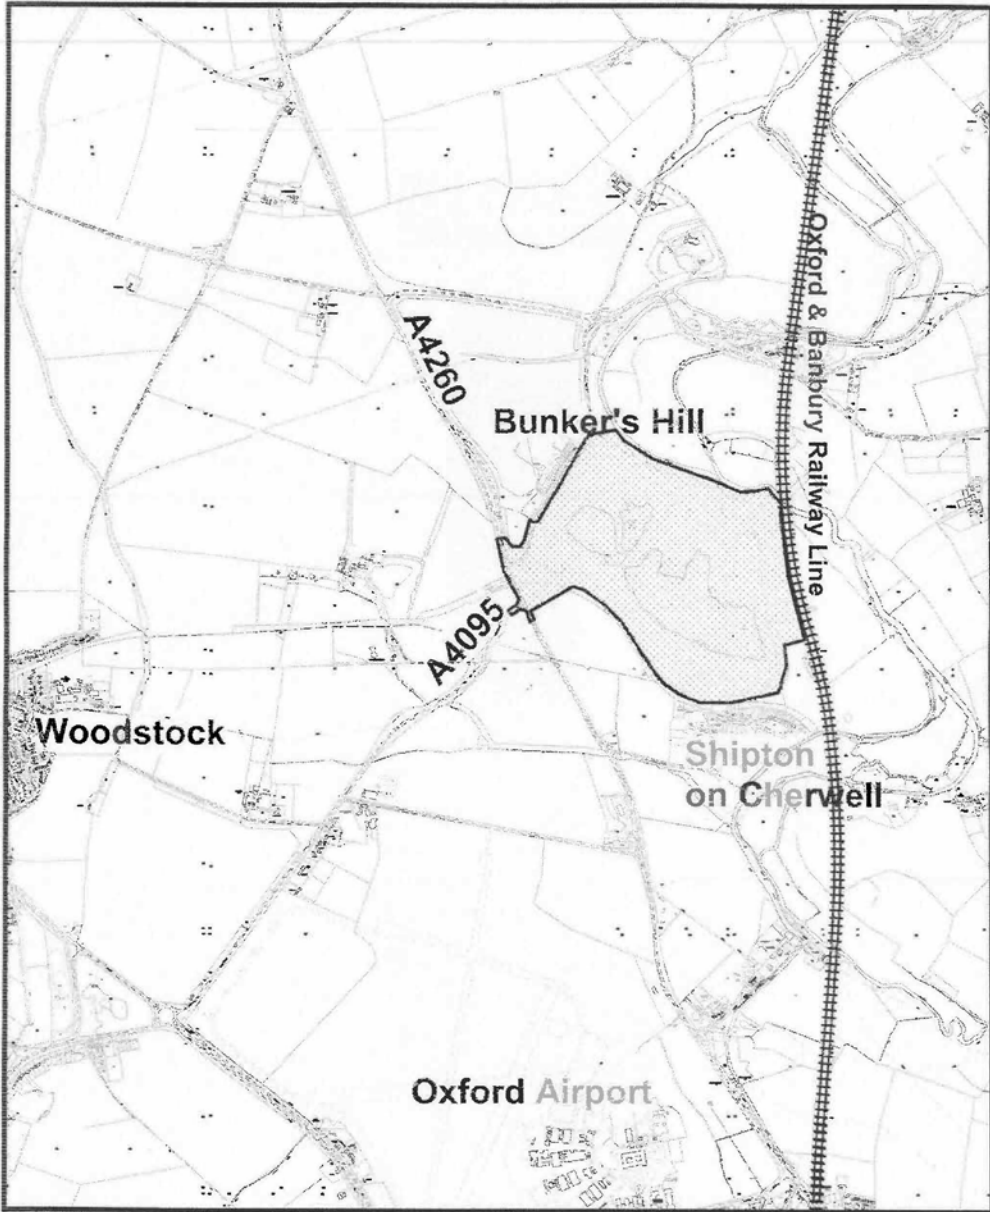 Oxford & Banbury Railway Line
A4260
Bunker's Hill
A4095
Woodstock
Shipton
on Cherwell
Oxford Airport